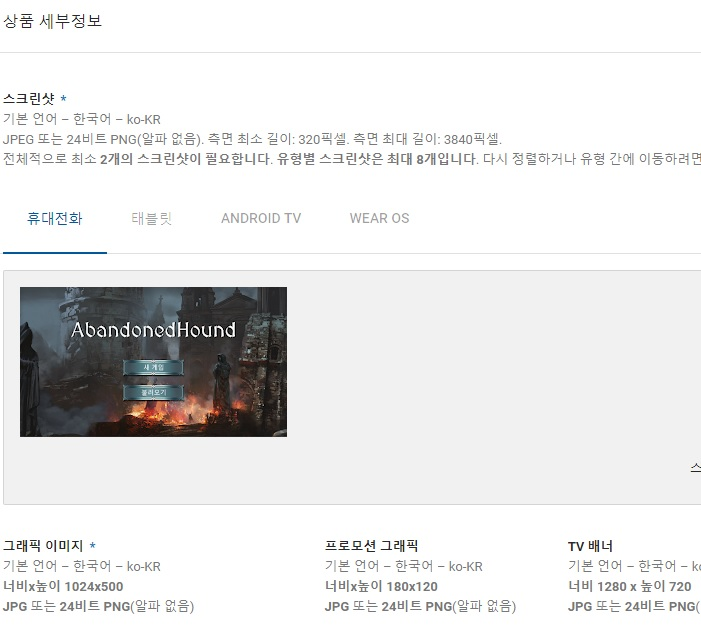 상품 세부정보
스크린샷 *
기본 언어 – 한국어 – ko-KR
JPEG 또는 24비트 PNG(알파 없음). 측면 최소 길이: 320픽셀. 측면 최대 길이: 3840픽셀.
전체적으로 최소 2개의 스크린샷이 필요합니다. 유형별 스크린샷은 최대 8개입니다. 다시 정렬하거나 유형 간에 이동하려면
휴대전화 태블릿 ANDROID TV WEAR OS
AbandonedHound
새 게임
불러오기
스
그래픽 이미지 * 프로모션 그래픽 TV 배너
기본 언어 – 한국어 – ko-KR 기본 언어 – 한국어 – ko-KR 기본 언어 – 한국어 – ko
너비x높이 1024x500 너비x높이 180x120 너비 1280 x 높이 720
JPG 또는 24비트 PNG(알파 없음) JPG 또는 24비트 PNG(알파 없음) JPG 또는 24비트 PNG(